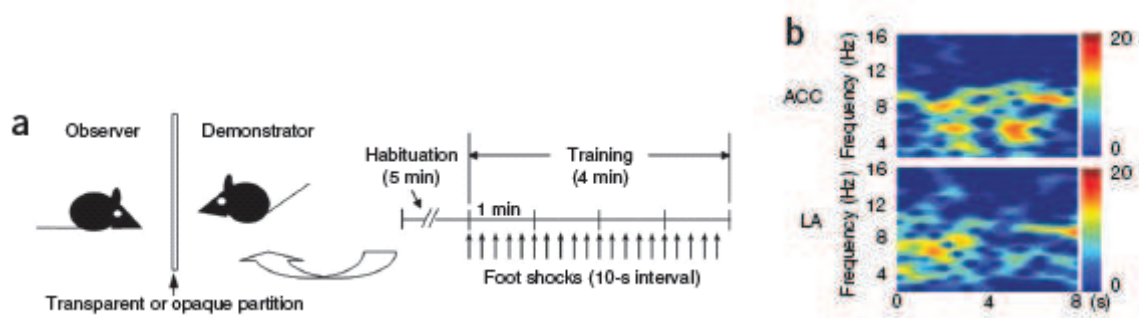 a
Observer
Demonstrator
Transparent or opaque partition
Habituation
(5 min)
Training
(4 min)
1 min
Foot shocks (10-s interval)
b
ACC
Frequency (Hz)
16
12
8
4
20
0
LA
Frequency (Hz)
16
12
8
4
20
0
0 4 8 (s)